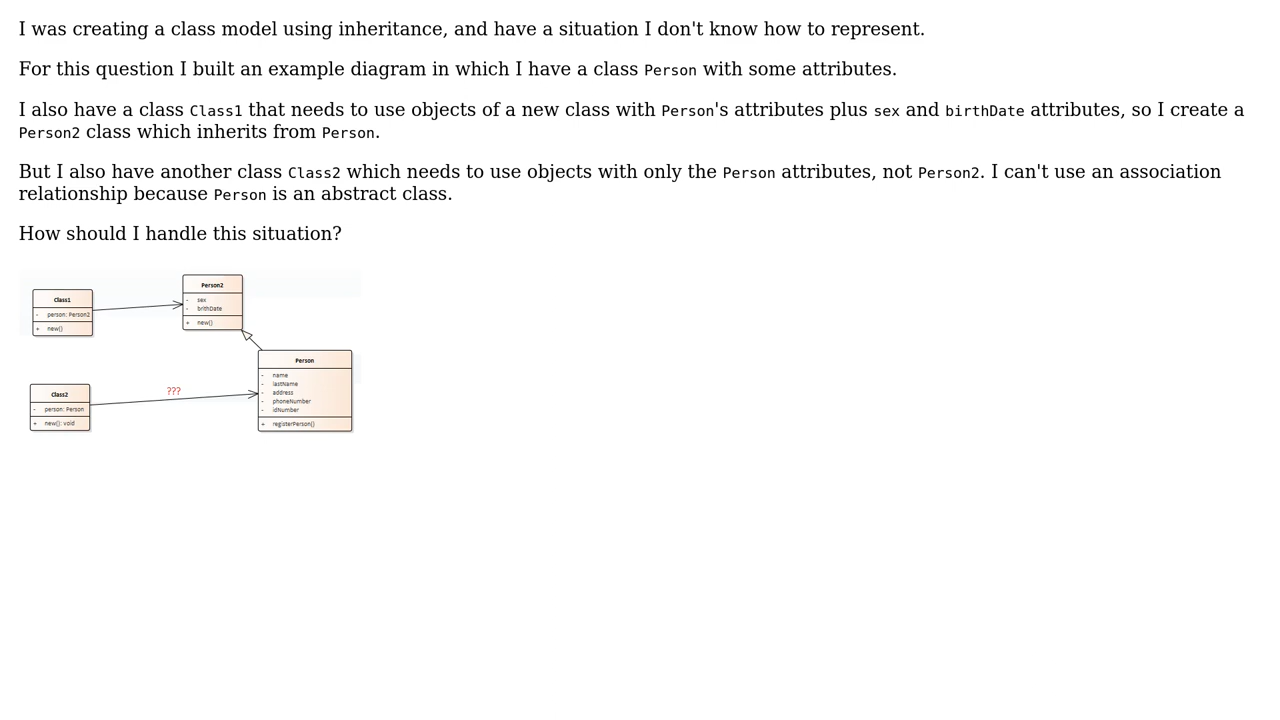 I was creating a class model using inheritance, and have a situation I don't know how to represent.
For this question I built an example diagram in which I have a class Person with some attributes.
I also have a class Class1 that needs to use objects of a new class with Person's attributes plus sex and birthDate attributes, so I create a
Person2 class which inherits from Person.
But I also have another class Class2 which needs to use objects with only the Person attributes, not Person2. I can't use an association
relationship because Person is an abstract class.
How should I handle this situation?
Person2
- sex
- brithDate
+ new()
Class1
- person: Person2
+ new()
Person
- name
- lastName
- address
- phoneNumber
- idNumber
+ registerPerson()
???
Class2
- person: Person
+ new(): void